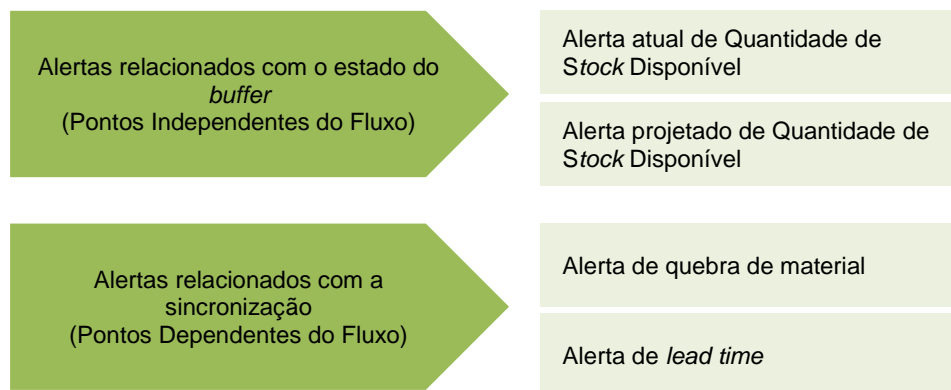 Alertas relacionados com o estado do
buffer
(Pontos Independentes do Fluxo)
Alerta atual de Quantidade de
Stock Disponível
Alerta projetado de Quantidade de
Stock Disponível
Alertas relacionados com a
sincronização
(Pontos Dependentes do Fluxo)
Alerta de quebra de material
Alerta de lead time